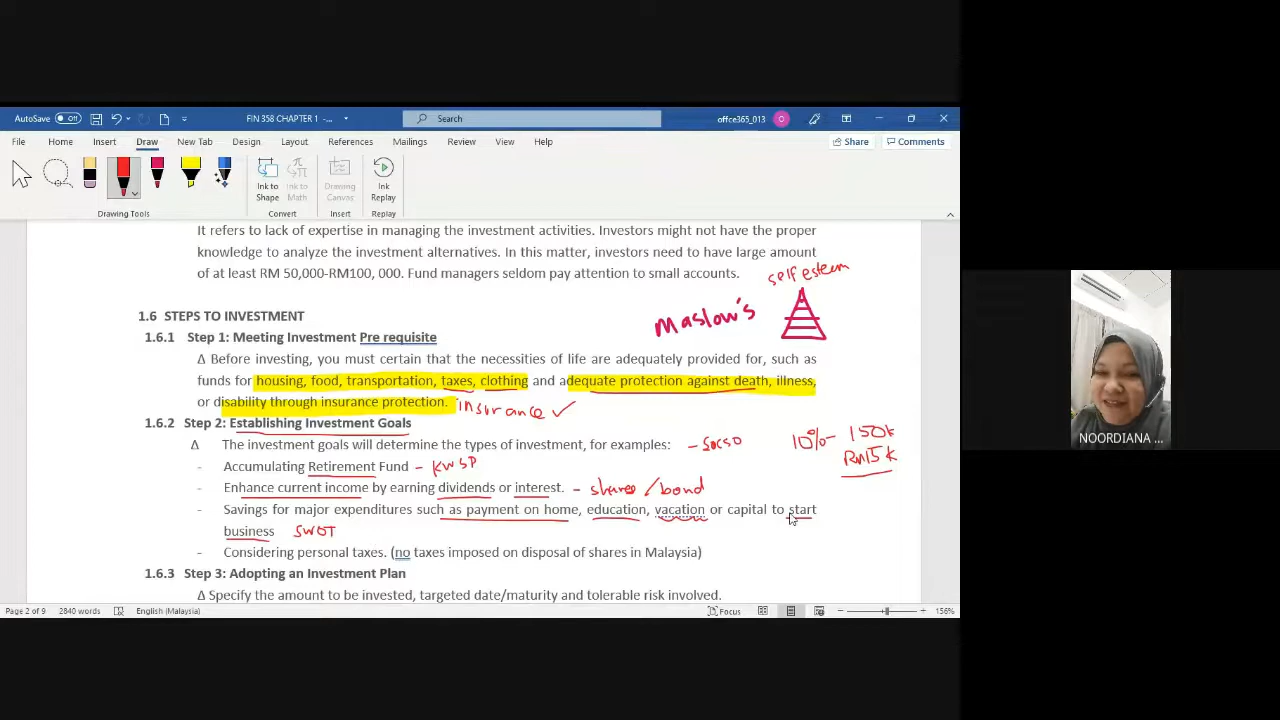 AutoSave Off FIN 358 CHAPTER 1 -... Search offce365_013
File Home Insert Draw New Tab Design Layout References Mailings Review View Help Share Comments
Ink to Shape Ink to Math Drawing Canvas Ink Replay
Drawing Tools Convert Insert Replay
It refers to lack of expertise in managing the investment activities. Investors might not have the proper
knowledge to analyze the investment alternatives. In this matter, investors need to have large amount
of at least RM 50,000-RM100, 000. Fund managers seldom pay attention to small accounts.
self esteem
Maslow's
1.6 STEPS TO INVESTMENT
1.6.1 Step 1: Meeting Investment Pre requisite
Δ Before investing, you must certain that the necessities of life are adequately provided for, such as
funds for housing, food, transportation, taxes, clothing and adequate protection against death, illness,
or disability through insurance protection. insurance ✓
1.6.2 Step 2: Establishing Investment Goals
Δ The investment goals will determine the types of investment, for examples: - SOCSO
10% - 150k
RM15k
- Accumulating Retirement Fund - KWSP
- Enhance current income by earning dividends or interest. - shares / bond
- Savings for major expenditures such as payment on home, education, vacation or capital to start
business SWOT
- Considering personal taxes. (no taxes imposed on disposal of shares in Malaysia)
1.6.3 Step 3: Adopting an Investment Plan
Δ Specify the amount to be invested, targeted date/maturity and tolerable risk involved.
Page 2 of 9 2840 words English (Malaysia) Focus 156%
NOORDIANA ...